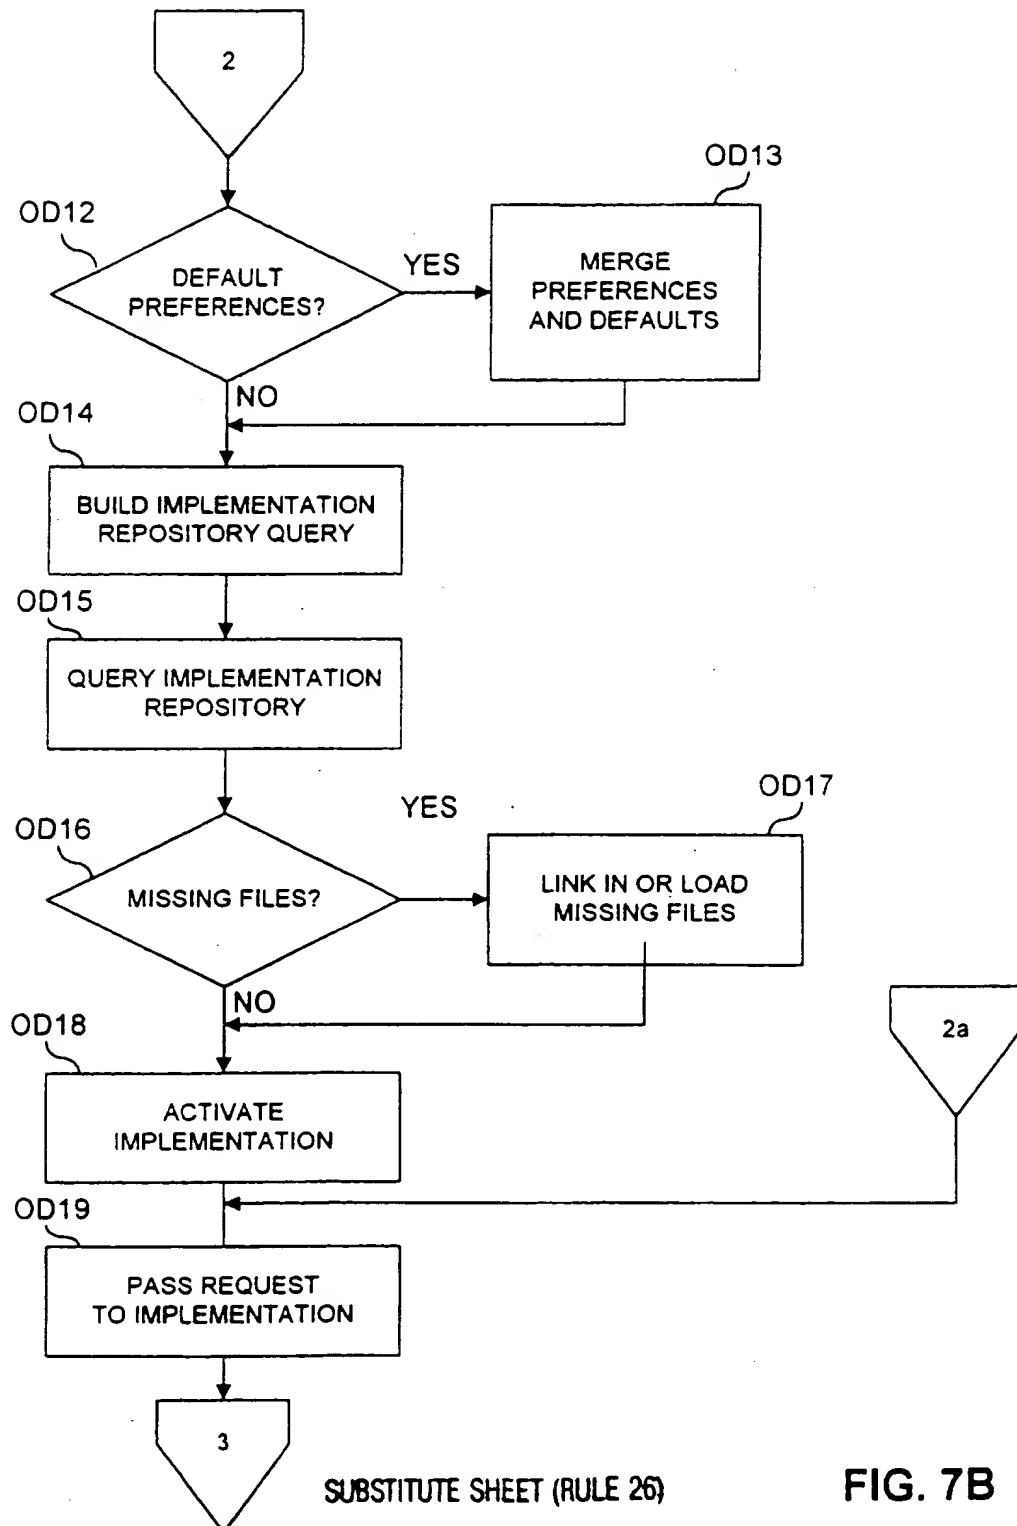 2
OD13
OD12
DEFAULT
PREFERENCES?
YES
MERGE
PREFERENCES
AND DEFAULTS
NO
OD14
BUILD IMPLEMENTATION
REPOSITORY QUERY
OD15
QUERY IMPLEMENTATION
REPOSITORY
OD17
YES
OD16
MISSING FILES?
LINK IN OR LOAD
MISSING FILES
NO
OD18
2a
ACTIVATE
IMPLEMENTATION
OD19
PASS REQUEST
TO IMPLEMENTATION
3
SUBSTITUTE SHEET (RULE 26)
FIG. 7B